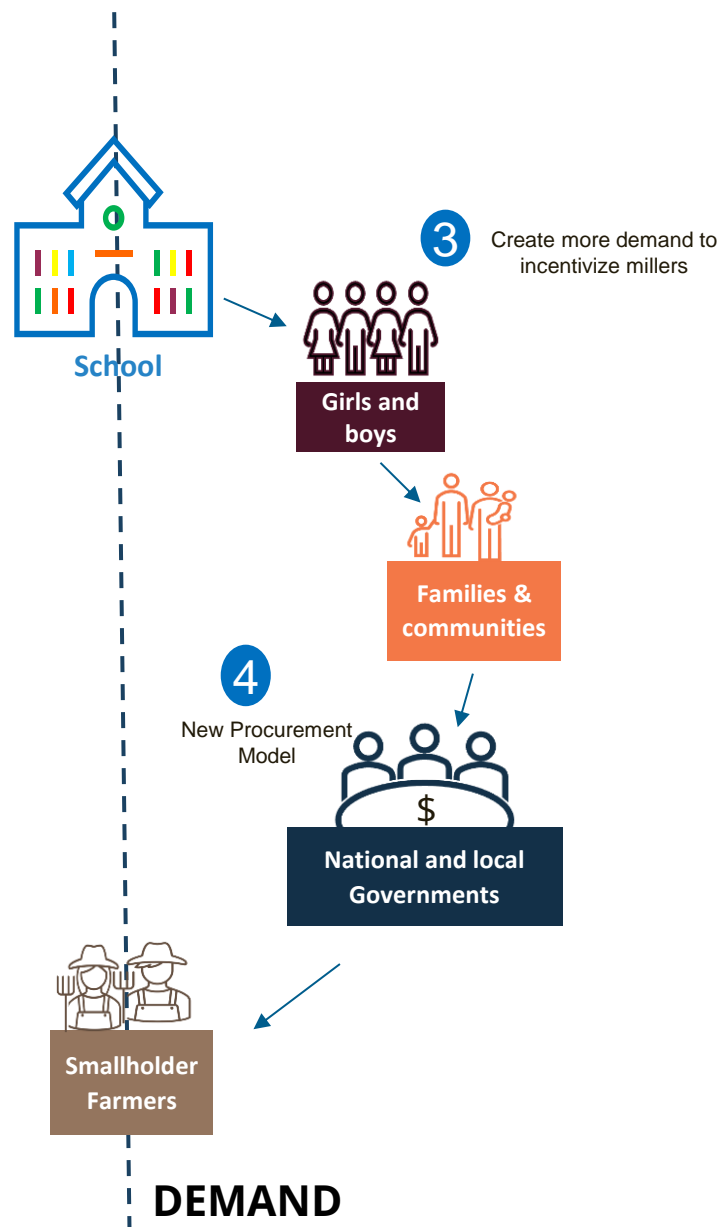 3
Create more demand to
incentivize millers
School
Girls and
boys
Families &
communities
4
New Procurement
Model
$
National and local
Governments
Smallholder
Farmers
DEMAND